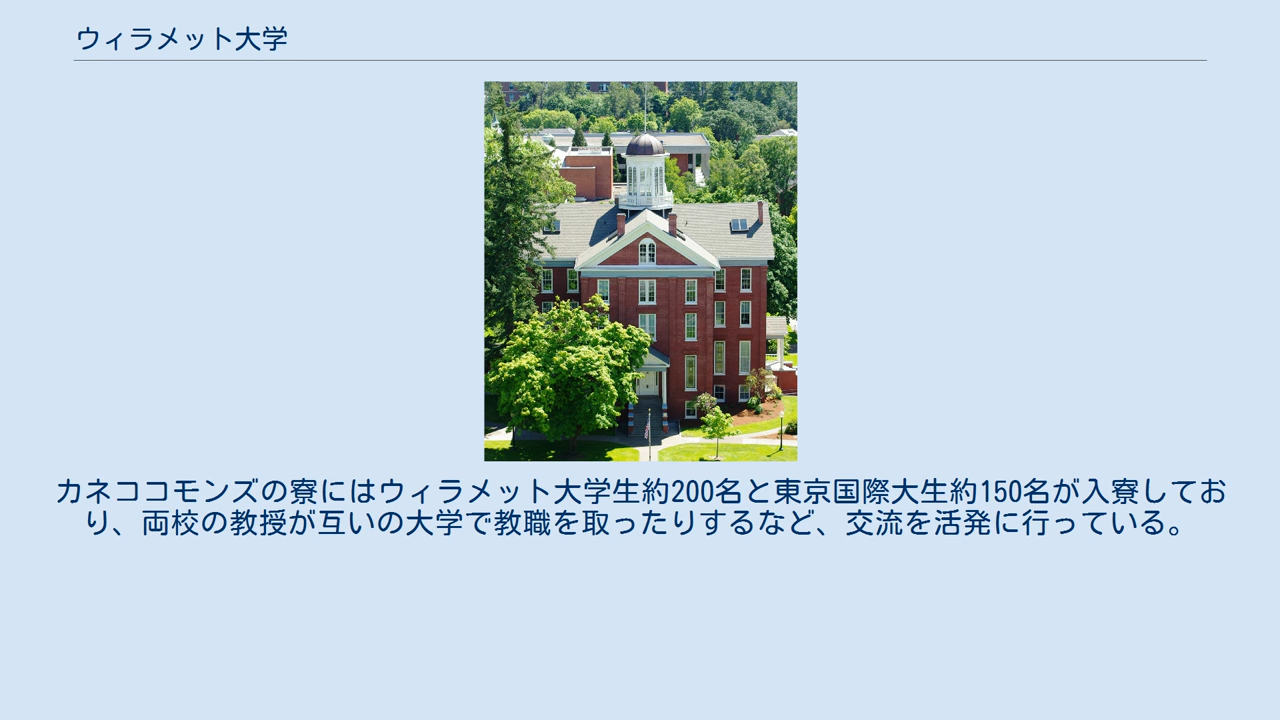 ウィラメット大学
カネココモンズの寮にはウィラメット大学生約200名と東京国際大生約150名が入寮してお
り、両校の教授が互いの大学で教職を取ったりするなど、交流を活発に行っている。